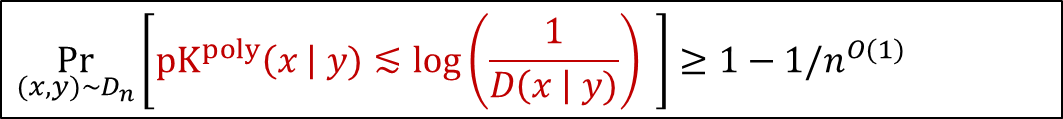 Pr_{(x,y)~D_n} [ pK^{poly}(x | y) ≲ log( 1 / D(x | y) ) ] ≥ 1 − 1/n^{O(1)}